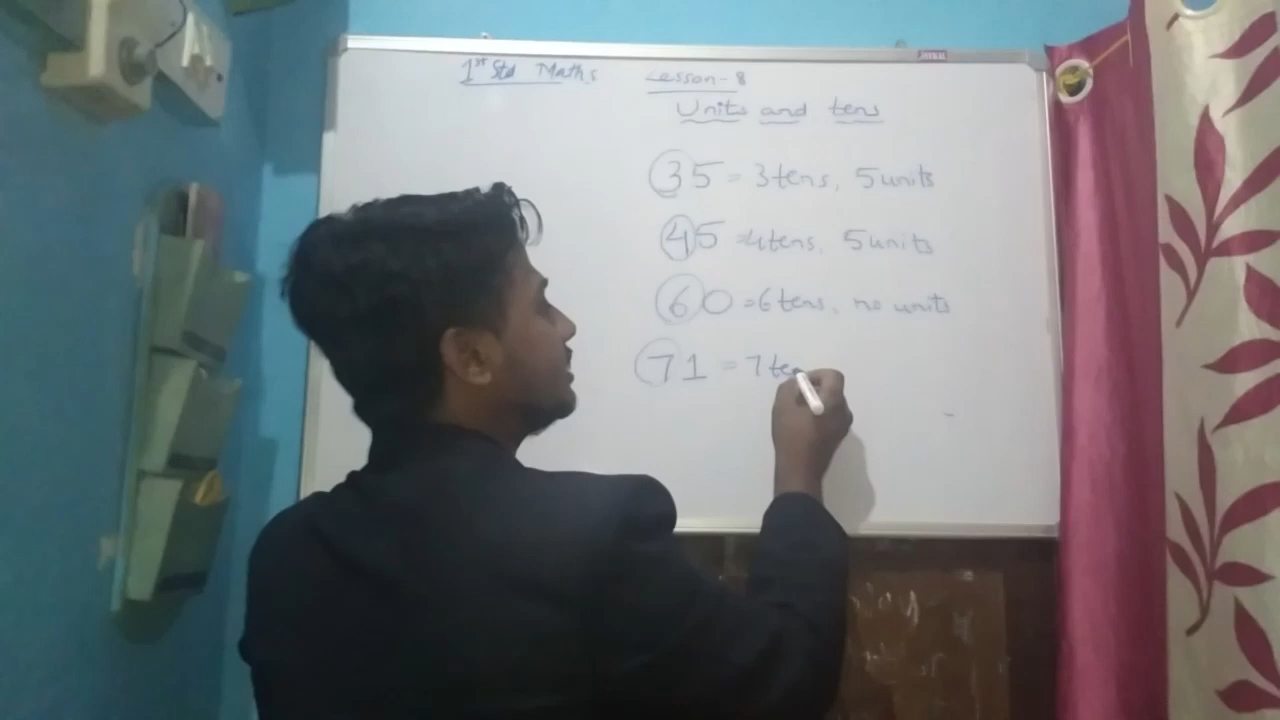 1st Std Maths Lesson-8
Units and tens
35 = 3 tens, 5 units
45 = 4 tens, 5 units
60 = 6 tens, no units
71 = 7 ten